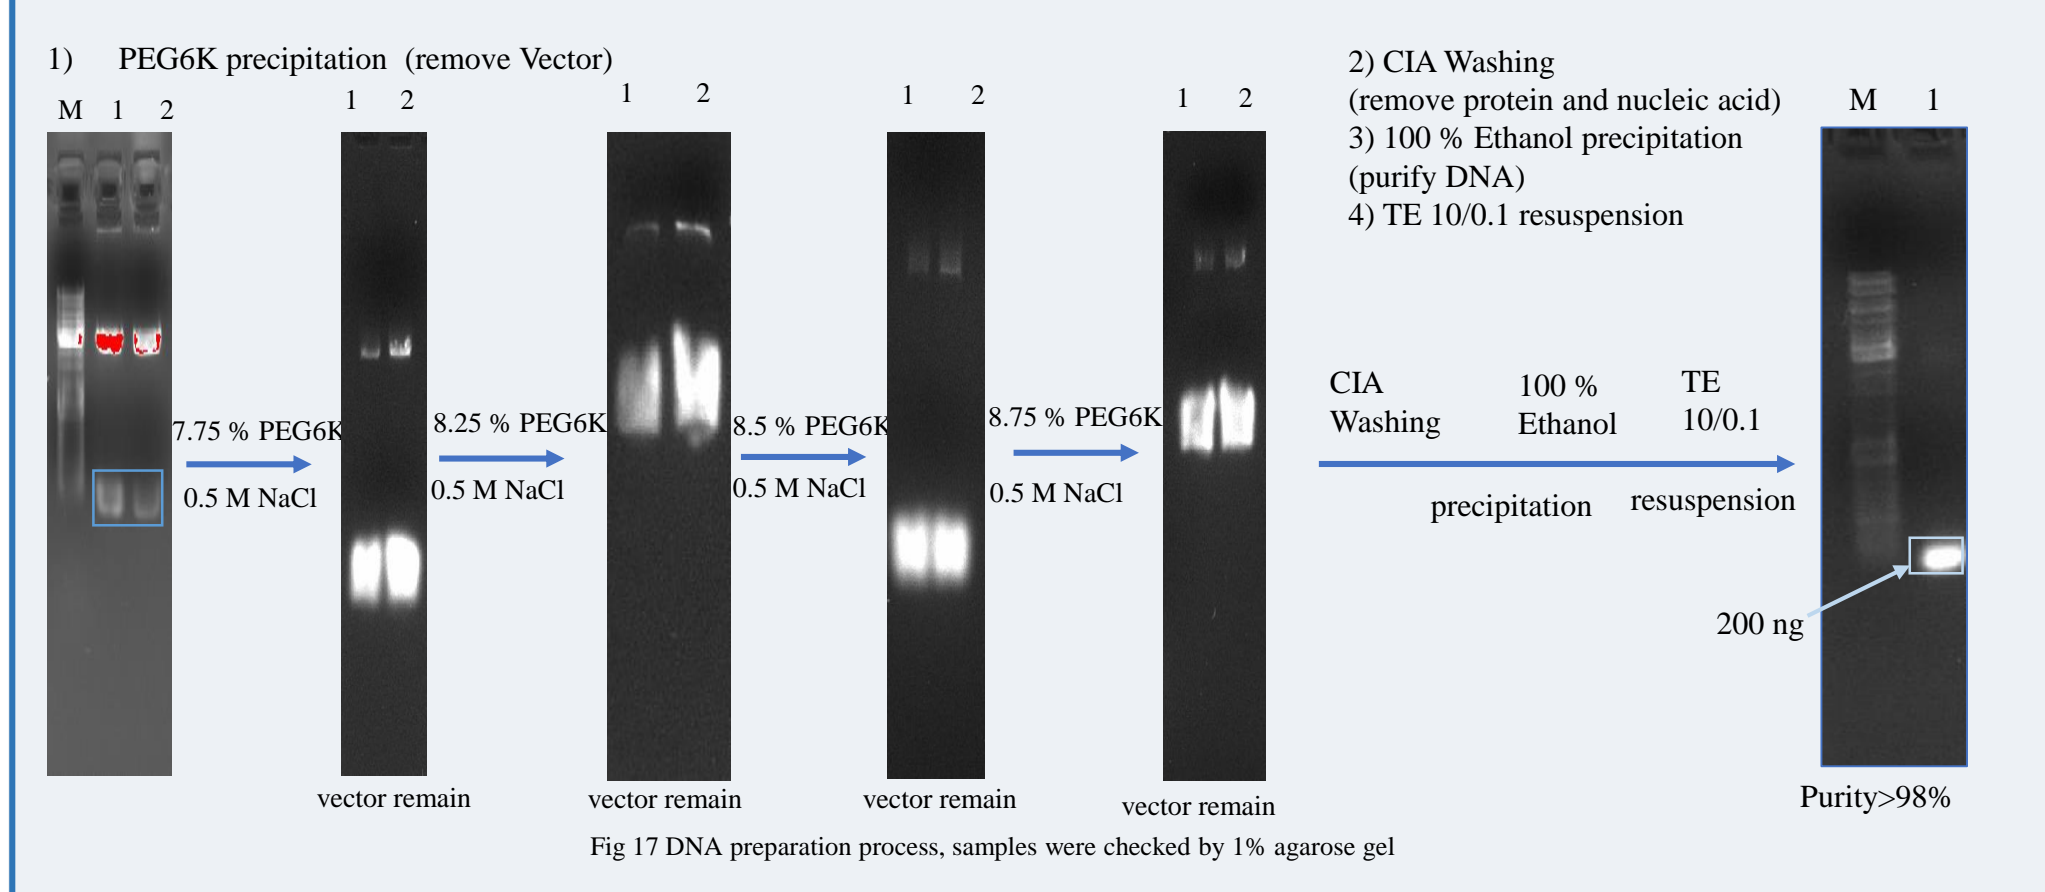 1) PEG6K precipitation (remove Vector)
M 1 2
1 2
1 2
1 2
1 2
2) CIA Washing
(remove protein and nucleic acid)
3) 100 % Ethanol precipitation
(purify DNA)
4) TE 10/0.1 resuspension
M 1
7.75 % PEG6K
0.5 M NaCl
8.25 % PEG6K
0.5 M NaCl
8.5 % PEG6K
0.5 M NaCl
8.75 % PEG6K
0.5 M NaCl
CIA
Washing
100 %
Ethanol
TE
10/0.1
precipitation
resuspension
200 ng
vector remain
vector remain
vector remain
vector remain
Purity>98%
Fig 17 DNA preparation process, samples were checked by 1% agarose gel